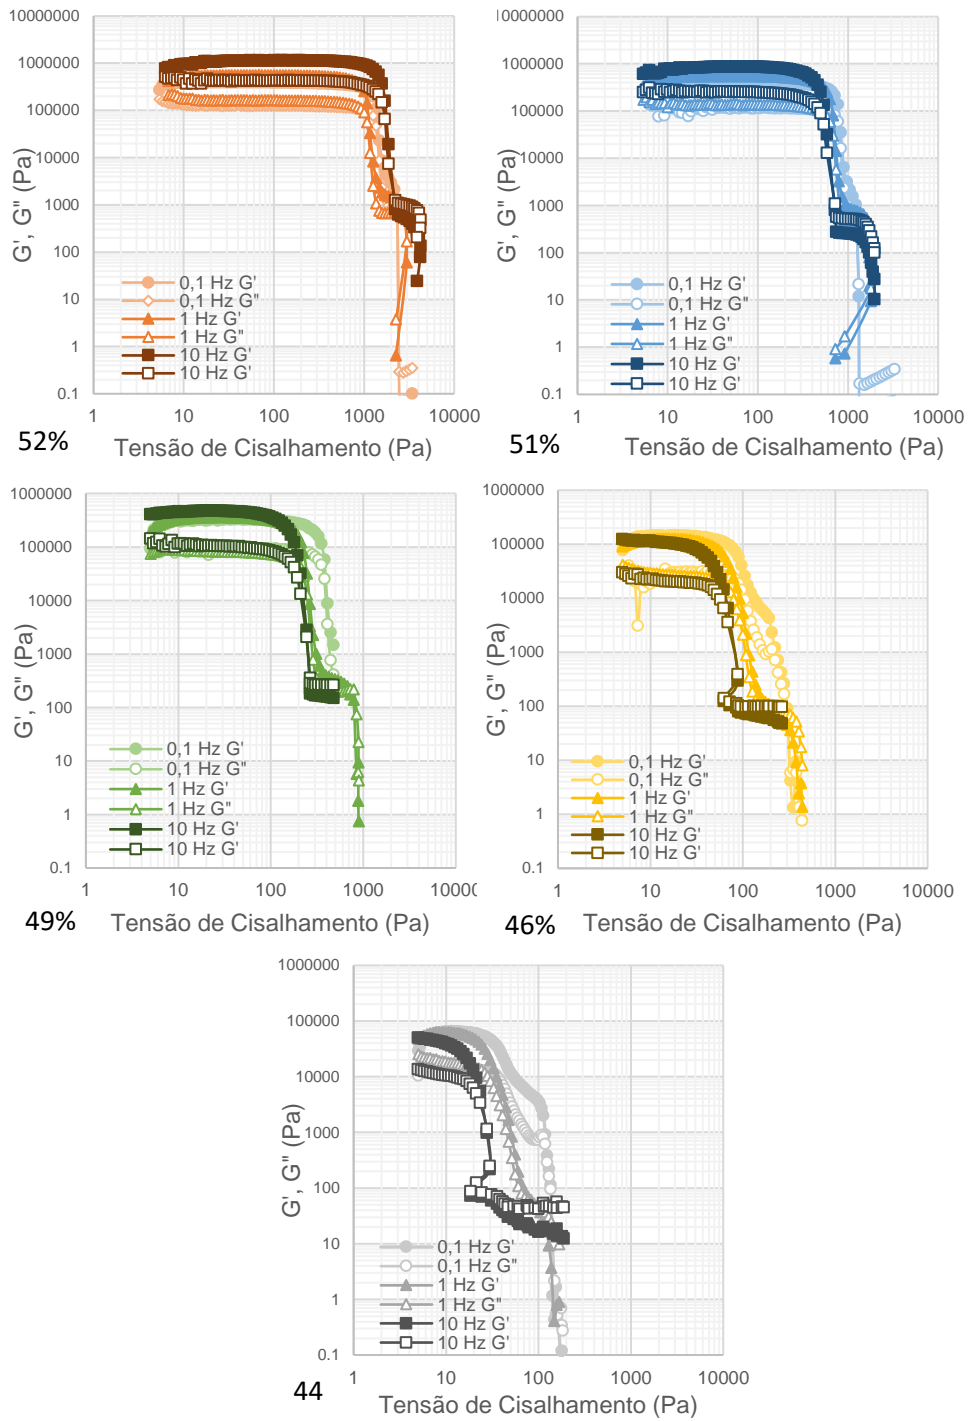 10000000
1000000
100000
10000
1000
100
10
1
0.1
G', G" (Pa)
0,1 Hz G'
0,1 Hz G"
1 Hz G'
1 Hz G"
10 Hz G'
10 Hz G'
1 10 100 1000 10000
52% Tensão de Cisalhamento (Pa)
10000000
1000000
100000
10000
1000
100
10
1
0.1
G', G" (Pa)
0,1 Hz G'
0,1 Hz G"
1 Hz G'
1 Hz G"
10 Hz G'
10 Hz G'
1 10 100 1000 10000
51% Tensão de Cisalhamento (Pa)
1000000
100000
10000
1000
100
10
1
0.1
G', G" (Pa)
0,1 Hz G'
0,1 Hz G"
1 Hz G'
1 Hz G"
10 Hz G'
10 Hz G'
1 10 100 1000 10000
49% Tensão de Cisalhamento (Pa)
1000000
100000
10000
1000
100
10
1
0.1
G', G" (Pa)
0,1 Hz G'
0,1 Hz G"
1 Hz G'
1 Hz G"
10 Hz G'
10 Hz G'
1 10 100 1000 10000
46% Tensão de Cisalhamento (Pa)
1000000
100000
10000
1000
100
10
1
0.1
G', G" (Pa)
0,1 Hz G'
0,1 Hz G"
1 Hz G'
1 Hz G"
10 Hz G'
10 Hz G'
1 10 100 1000 10000
44 Tensão de Cisalhamento (Pa)